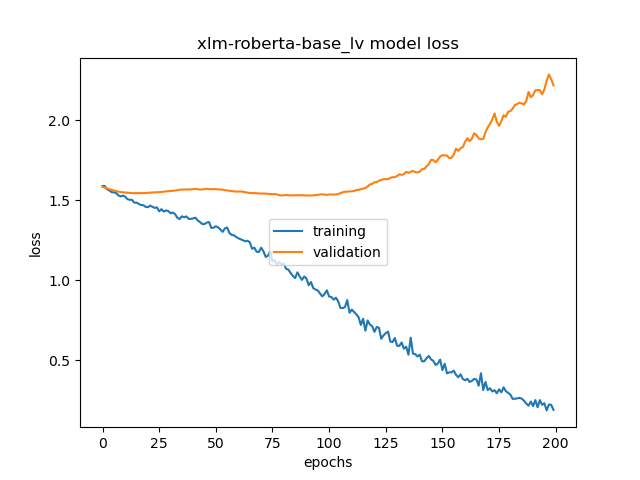 xlm-roberta-base_lv model loss
loss
2.0
1.5
1.0
0.5
training
validation
0 25 50 75 100 125 150 175 200
epochs